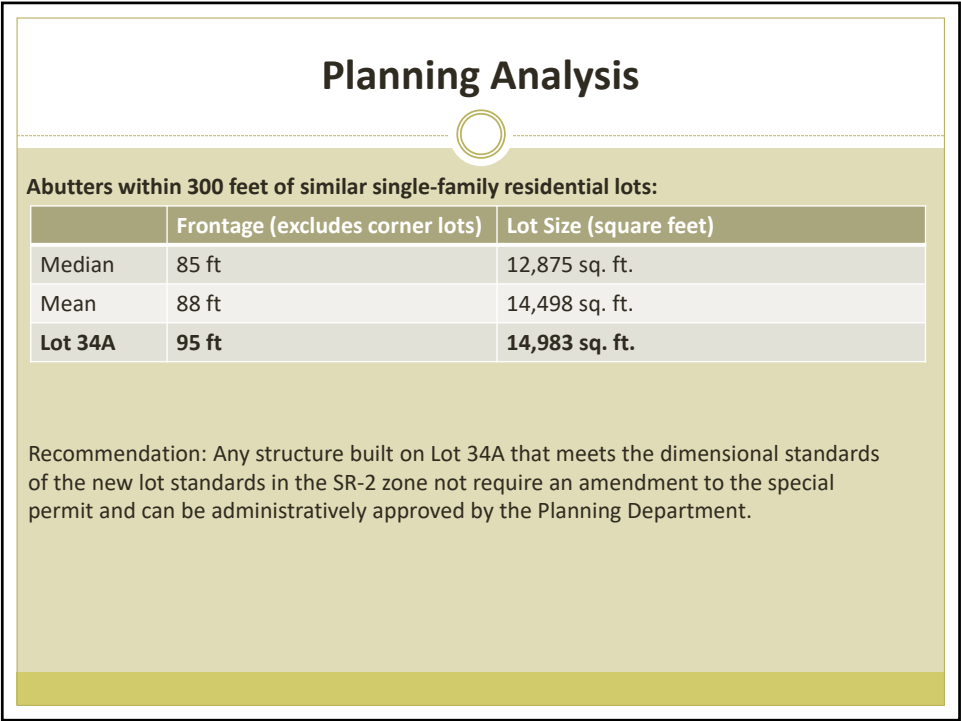 Planning Analysis
Abutters within 300 feet of similar single-family residential lots:
Frontage (excludes corner lots) Lot Size (square feet)
Median 85 ft 12,875 sq. ft.
Mean 88 ft 14,498 sq. ft.
Lot 34A 95 ft 14,983 sq. ft.
Recommendation: Any structure built on Lot 34A that meets the dimensional standards
of the new lot standards in the SR-2 zone not require an amendment to the special
permit and can be administratively approved by the Planning Department.